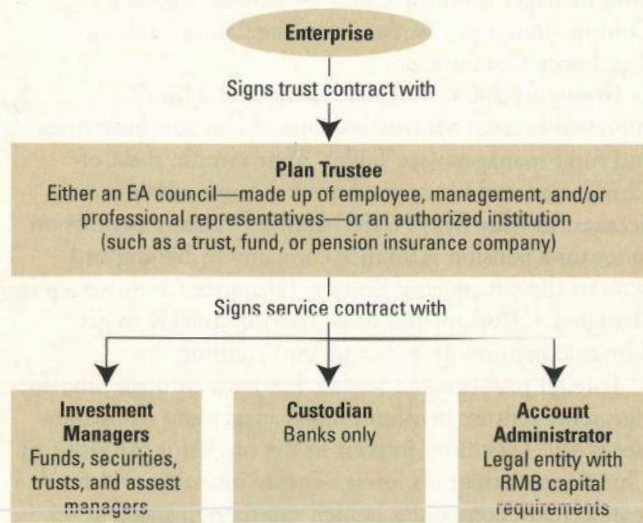 Enterprise
Signs trust contract with
Plan Trustee
Either an EA council—made up of employee, management, and/or
professional representatives—or an authorized institution
(such as a trust, fund, or pension insurance company)
Signs service contract with
Investment
Managers
Funds, securities,
trusts, and assest
managers
Custodian
Banks only
Account
Administrator
Legal entity with
RMB capital
requirements